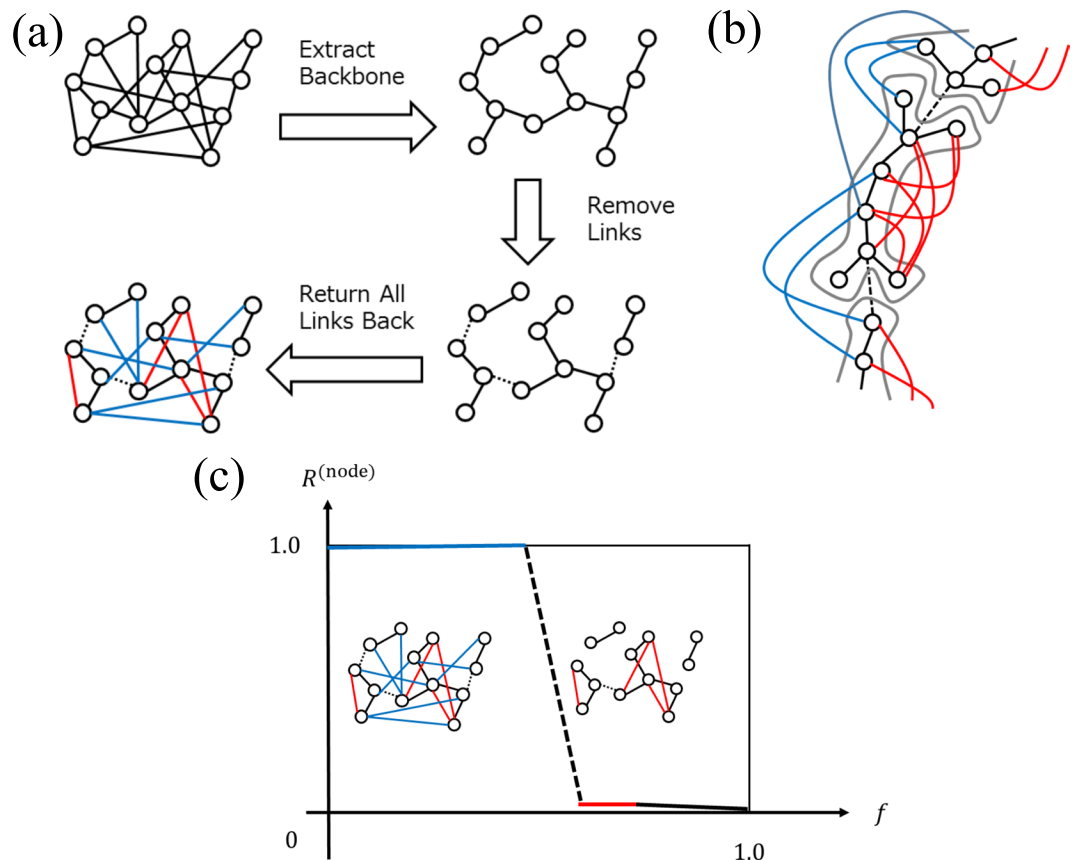 (a)
Extract
Backbone
(b)
Remove
Links
Return All
Links Back
(c)
R(node)
1.0
0
1.0
f